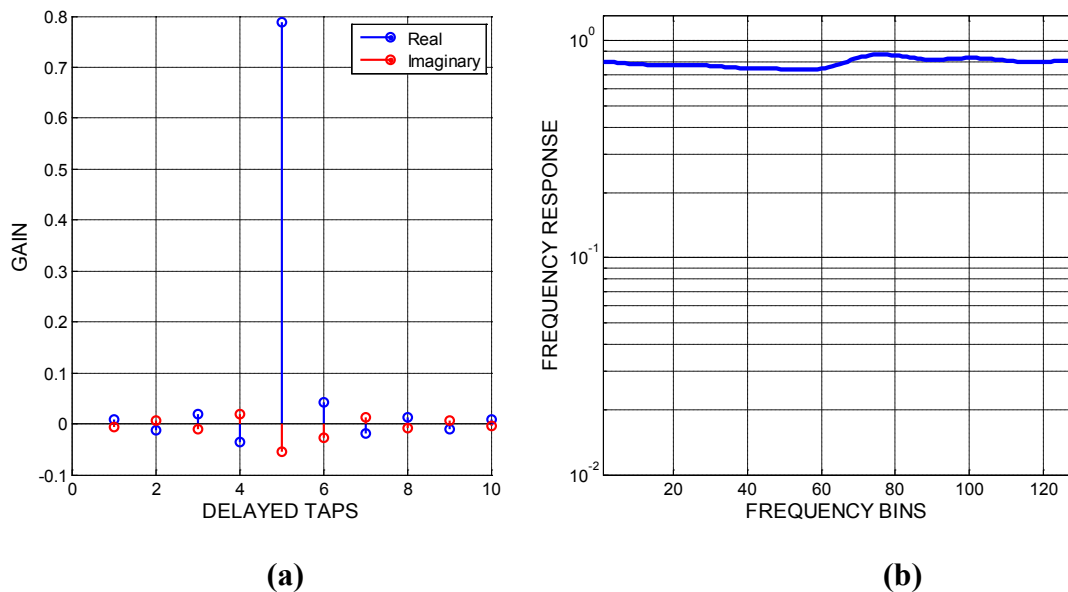 0.8
0.7
0.6
0.5
0.4
0.3
0.2
0.1
0
-0.1
GAIN
0 2 4 6 8 10
DELAYED TAPS
Real
Imaginary
(a)
10^0
10^-1
10^-2
FREQUENCY RESPONSE
20 40 60 80 100 120
FREQUENCY BINS
(b)